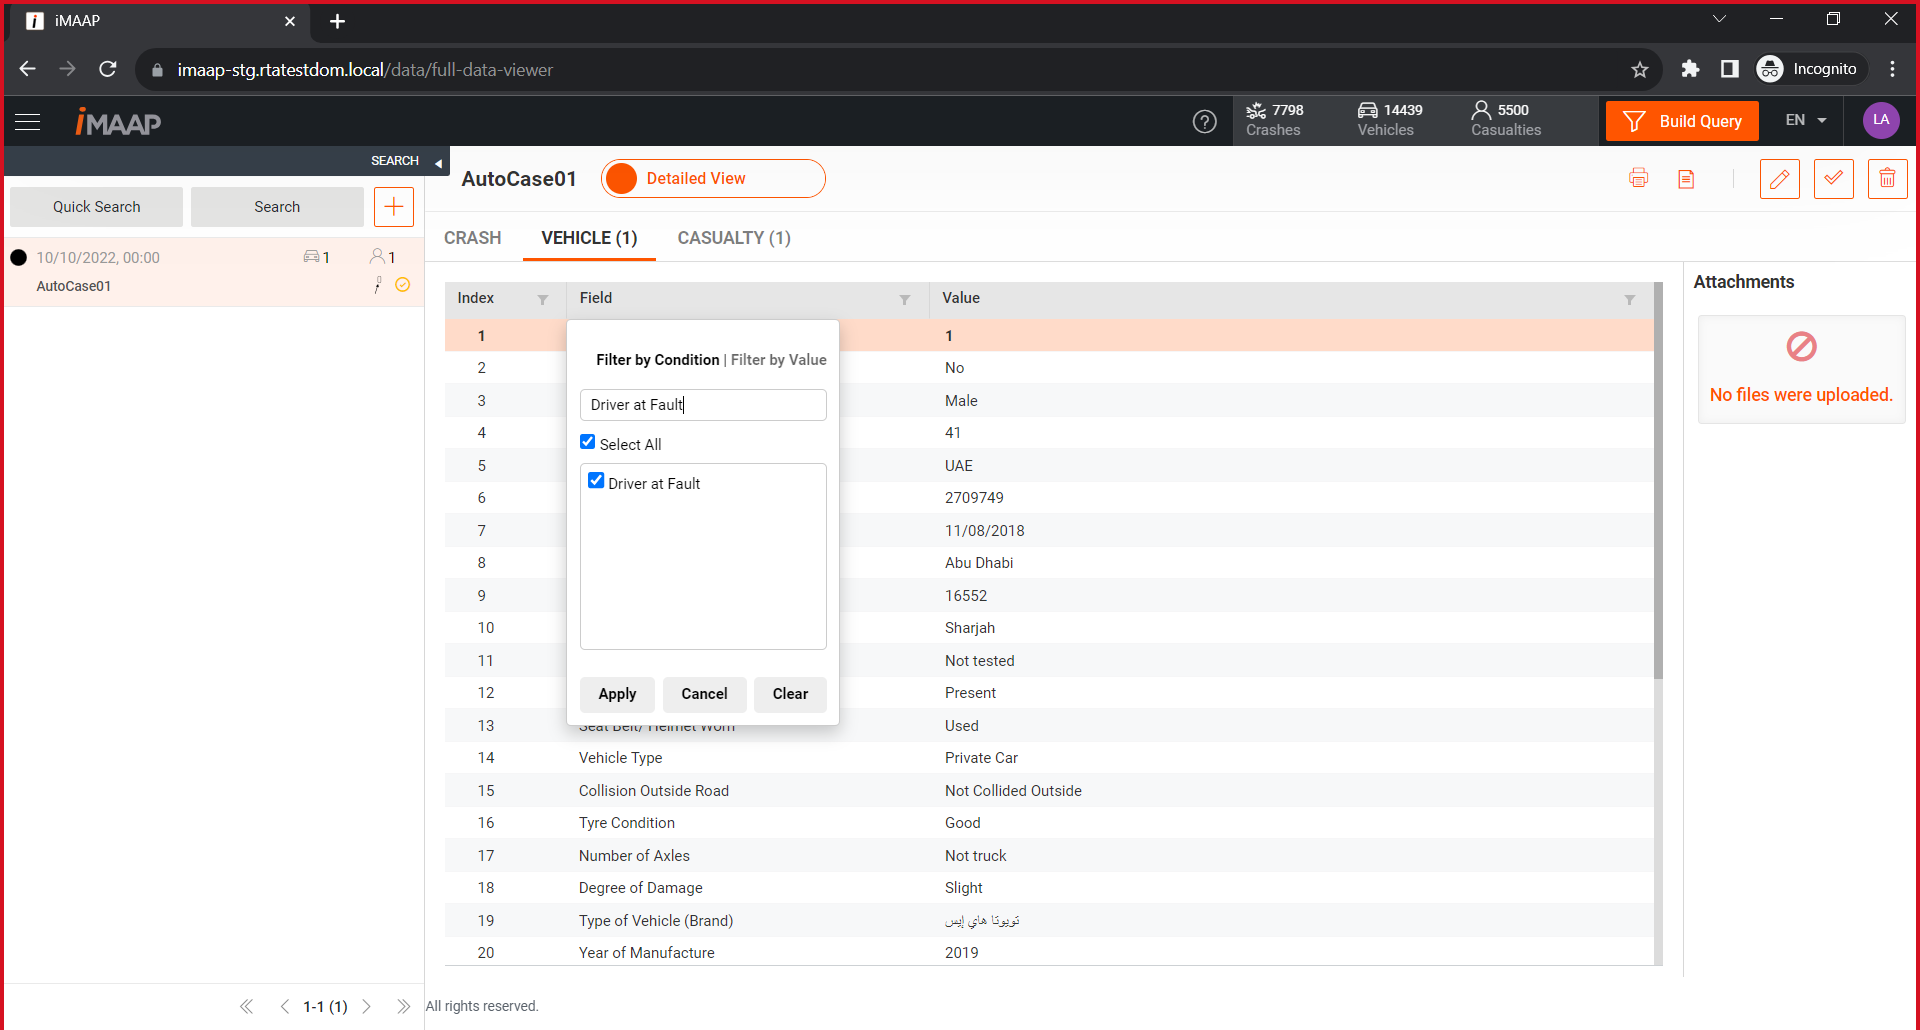 iMAAP
imaap-stg.rtatestdom.local/data/full-data-viewer
Incognito
iMAAP
7798
Crashes
14439
Vehicles
5500
Casualties
Build Query
EN
LA
SEARCH
Quick Search
Search
10/10/2022, 00:00
1
1
AutoCase01
AutoCase01
Detailed View
CRASH
VEHICLE (1)
CASUALTY (1)
Index
Field
Value
Filter by Condition | Filter by Value
Driver at Fault
Select All
Driver at Fault
Apply
Cancel
Clear
1 1
2 No
3 Male
4 41
5 UAE
6 2709749
7 11/08/2018
8 Abu Dhabi
9 16552
10 Sharjah
11 Not tested
12 Present
13 Seat Belt/ Helmet Worn Used
14 Vehicle Type Private Car
15 Collision Outside Road Not Collided Outside
16 Tyre Condition Good
17 Number of Axles Not truck
18 Degree of Damage Slight
19 Type of Vehicle (Brand) تويوتا هاي إيس
20 Year of Manufacture 2019
Attachments
No files were uploaded.
1-1 (1)
All rights reserved.